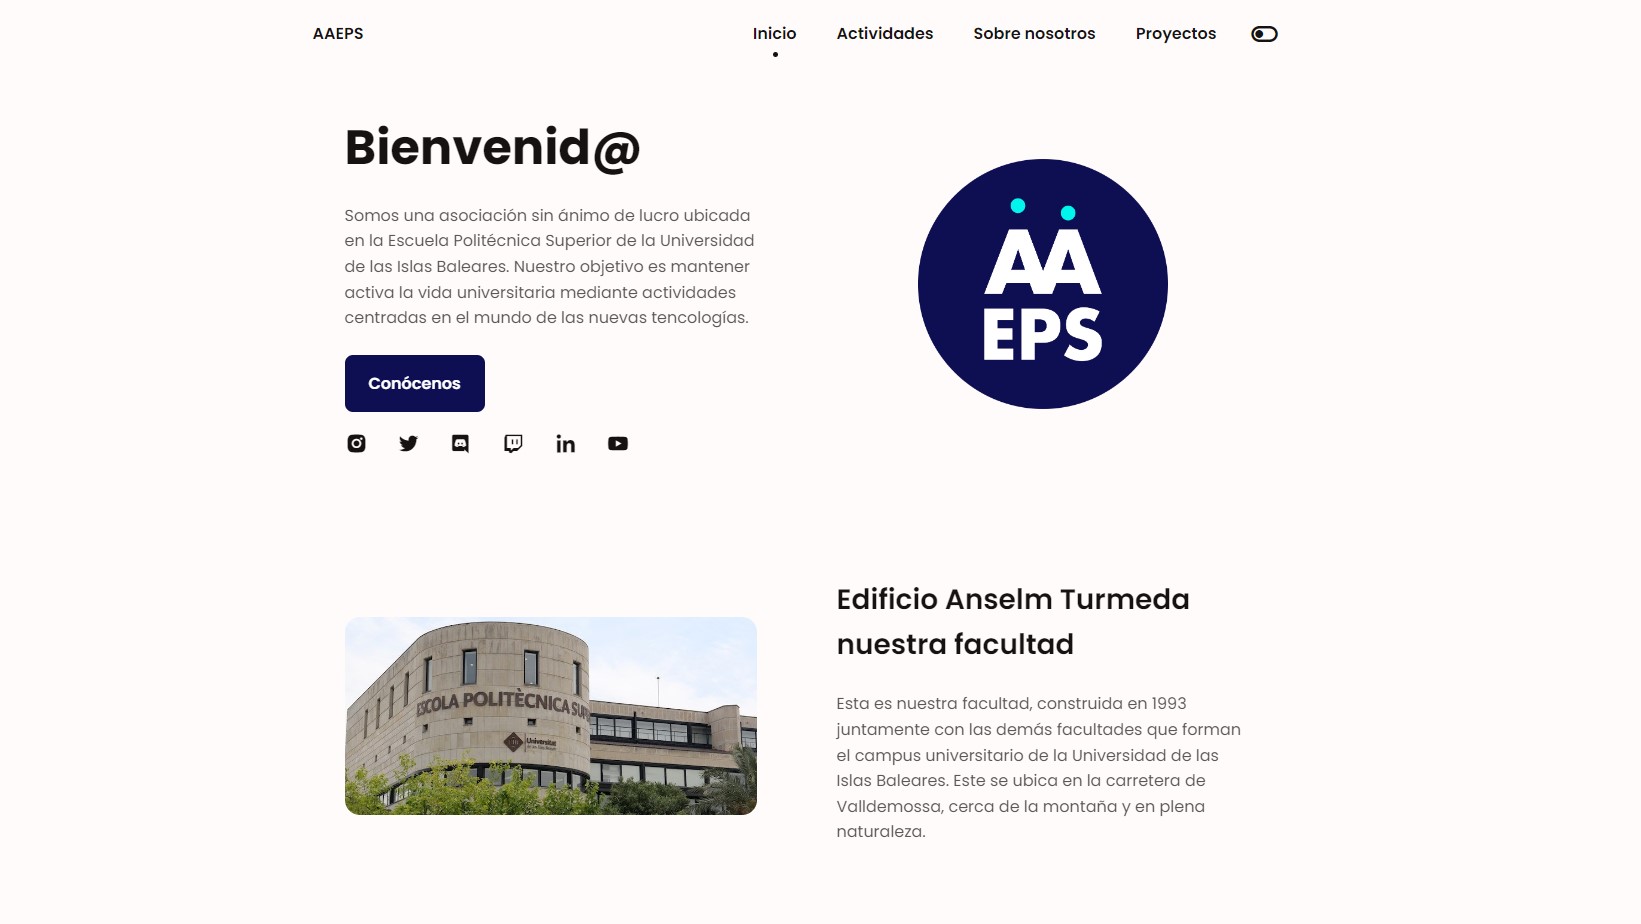 AAEPS
Inicio
Actividades
Sobre nosotros
Proyectos
Bienvenid@
Somos una asociación sin ánimo de lucro ubicada
en la Escuela Politécnica Superior de la Universidad
de las Islas Baleares. Nuestro objetivo es mantener
activa la vida universitaria mediante actividades
centradas en el mundo de las nuevas tencologías.
Conócenos
AA
EPS
Edificio Anselm Turmeda
nuestra facultad
ESCOLA POLITÈCNICA SUP
Universitat
Esta es nuestra facultad, construida en 1993
juntamente con las demás facultades que forman
el campus universitario de la Universidad de las
Islas Baleares. Este se ubica en la carretera de
Valldemossa, cerca de la montaña y en plena
naturaleza.